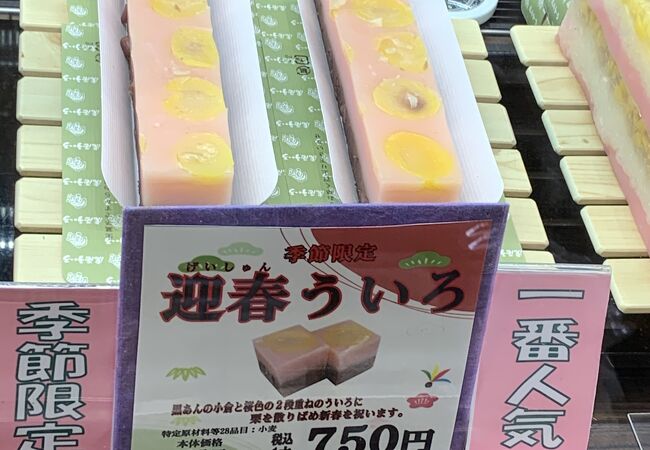 季節限定
げいしゅん
迎春ういろ
黒あんの小倉と桜色の2段重ねのういろに
栗を散りばめ新春を祝います。
特定原材料等28品目：小麦
本体価格
税込
750円
季節限定
一番人気